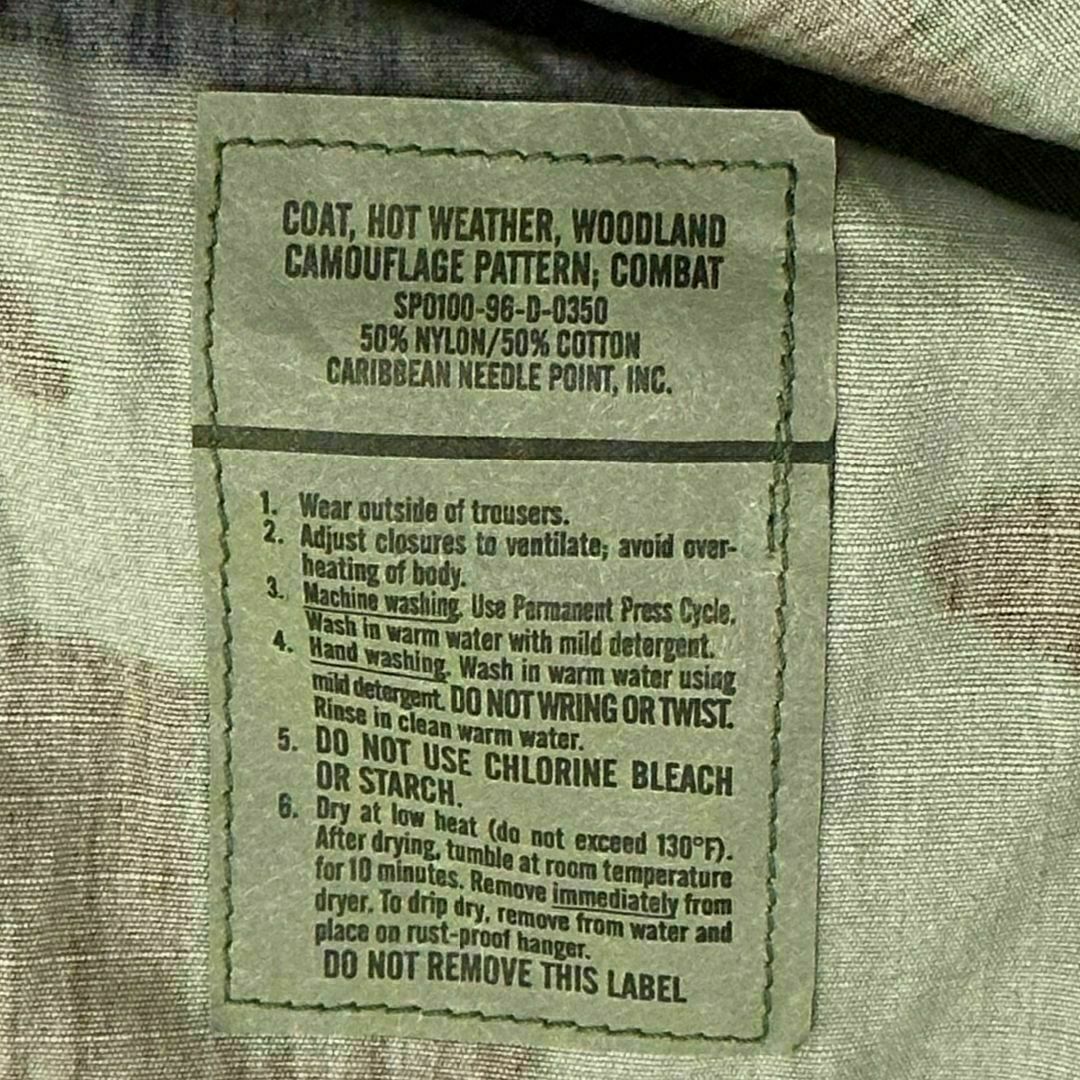 COAT, HOT WEATHER, WOODLAND
CAMOUFLAGE PATTERN; COMBAT
SP0100-96-D-0350
50% NYLON/50% COTTON
CARIBBEAN NEEDLE POINT, INC.
1. Wear outside of trousers.
2. Adjust closures to ventilate; avoid over-
heating of body.
3. Machine washing. Use Permanent Press Cycle.
Wash in warm water with mild detergent.
4. Hand washing. Wash in warm water using
mild detergent. DO NOT WRING OR TWIST.
Rinse in clean warm water.
5. DO NOT USE CHLORINE BLEACH
OR STARCH.
6. Dry at low heat (do not exceed 130°F).
After drying, tumble at room temperature
for 10 minutes. Remove immediately from
dryer. To drip dry, remove from water and
place on rust-proof hanger.
DO NOT REMOVE THIS LABEL